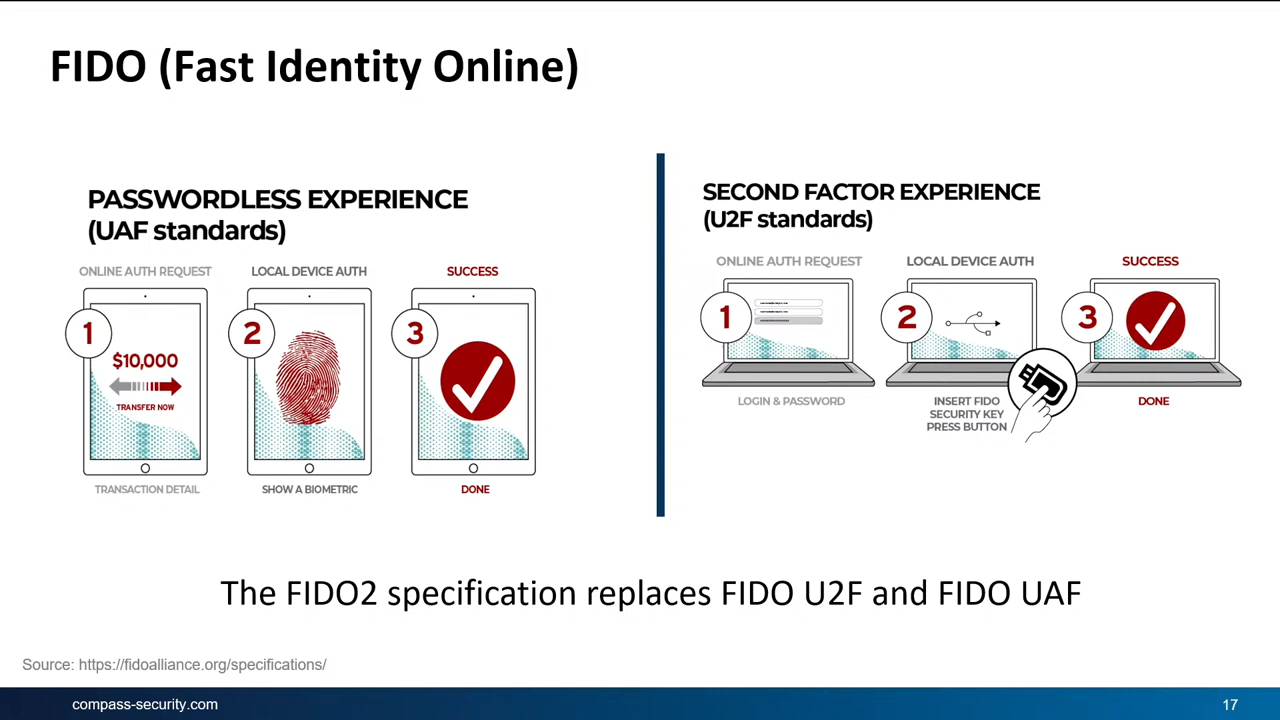 FIDO (Fast Identity Online)
PASSWORDLESS EXPERIENCE
(UAF standards)
ONLINE AUTH REQUEST
LOCAL DEVICE AUTH
SUCCESS
1
2
3
$10,000
TRANSFER NOW
TRANSACTION DETAIL
SHOW A BIOMETRIC
DONE
SECOND FACTOR EXPERIENCE
(U2F standards)
ONLINE AUTH REQUEST
LOCAL DEVICE AUTH
SUCCESS
1
2
3
LOGIN & PASSWORD
INSERT FIDO
SECURITY KEY
PRESS BUTTON
DONE
The FIDO2 specification replaces FIDO U2F and FIDO UAF
Source: https://fidoalliance.org/specifications/
compass-security.com
17